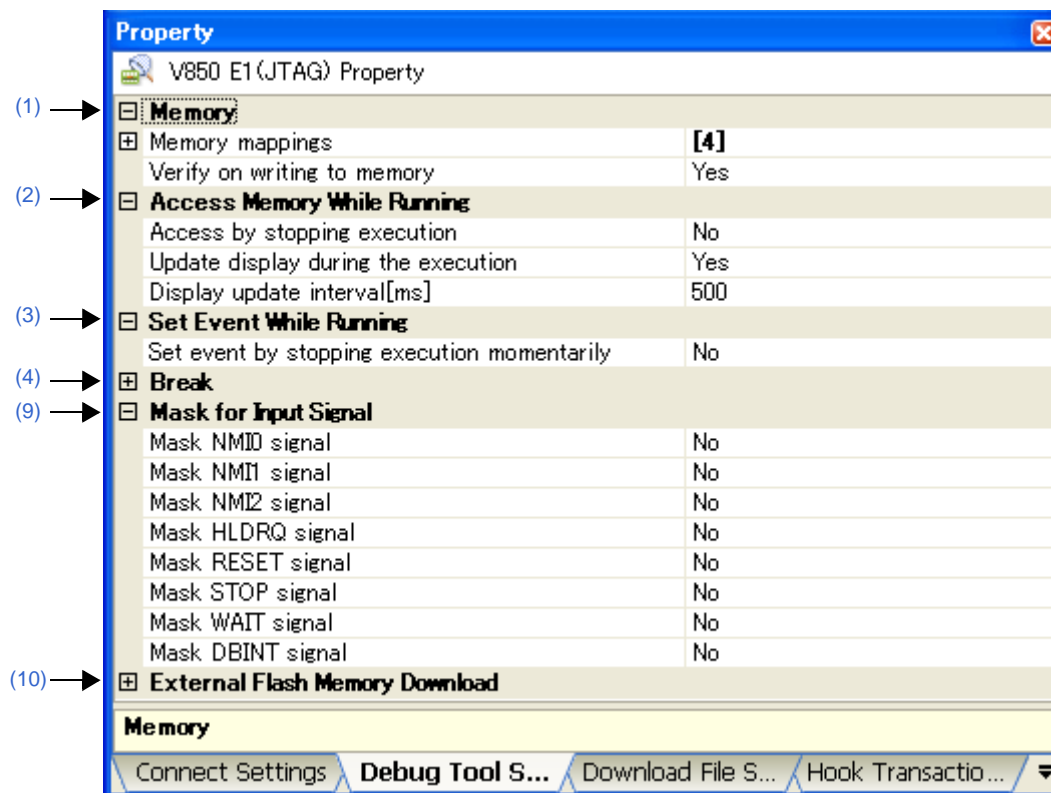 Property
V850 E1(JTAG) Property
(1) Memory
Memory mappings [4]
Verify on writing to memory Yes
(2) Access Memory While Running
Access by stopping execution No
Update display during the execution Yes
Display update interval[ms] 500
(3) Set Event While Running
Set event by stopping execution momentarily No
(4) Break
(9) Mask for Input Signal
Mask NMI0 signal No
Mask NMI1 signal No
Mask NMI2 signal No
Mask HLDRQ signal No
Mask RESET signal No
Mask STOP signal No
Mask WAIT signal No
Mask DBINT signal No
(10) External Flash Memory Download
Memory
Connect Settings Debug Tool S... Download File S... Hook Transactio...